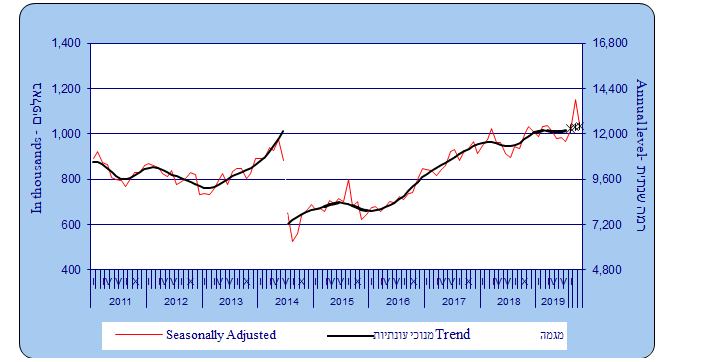 1,400 16,800
1,200 14,400
1,000 12,000
800 9,600
600 7,200
400 4,800
In thousands - באלפים
Annual level- רמה שנתית
2011 2012 2013 2014 2015 2016 2017 2018 2019
Seasonally Adjusted מנוכי עונתיות Trend מגמה